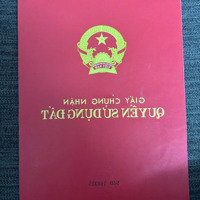 GIẤY CHỨNG NHẬN
QUYỀN SỬ DỤNG ĐẤT